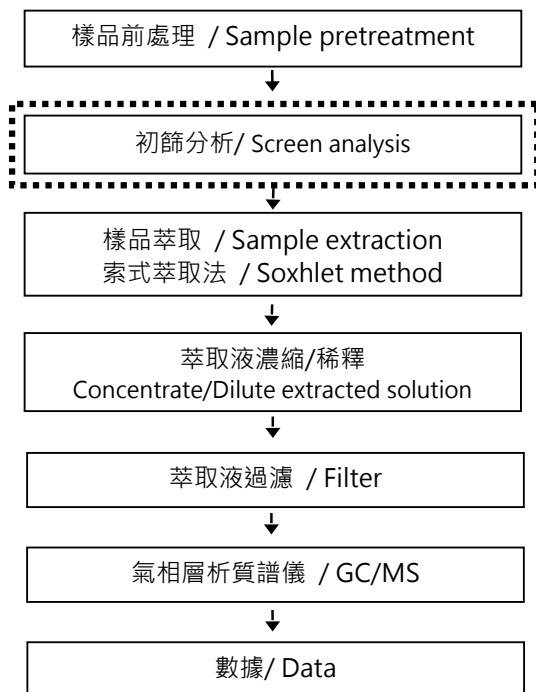 樣品前處理 / Sample pretreatment
初篩分析/ Screen analysis
樣品萃取 / Sample extraction
索式萃取法 / Soxhlet method
萃取液濃縮/稀釋
Concentrate/Dilute extracted solution
萃取液過濾 / Filter
氣相層析質譜儀 / GC/MS
數據/ Data